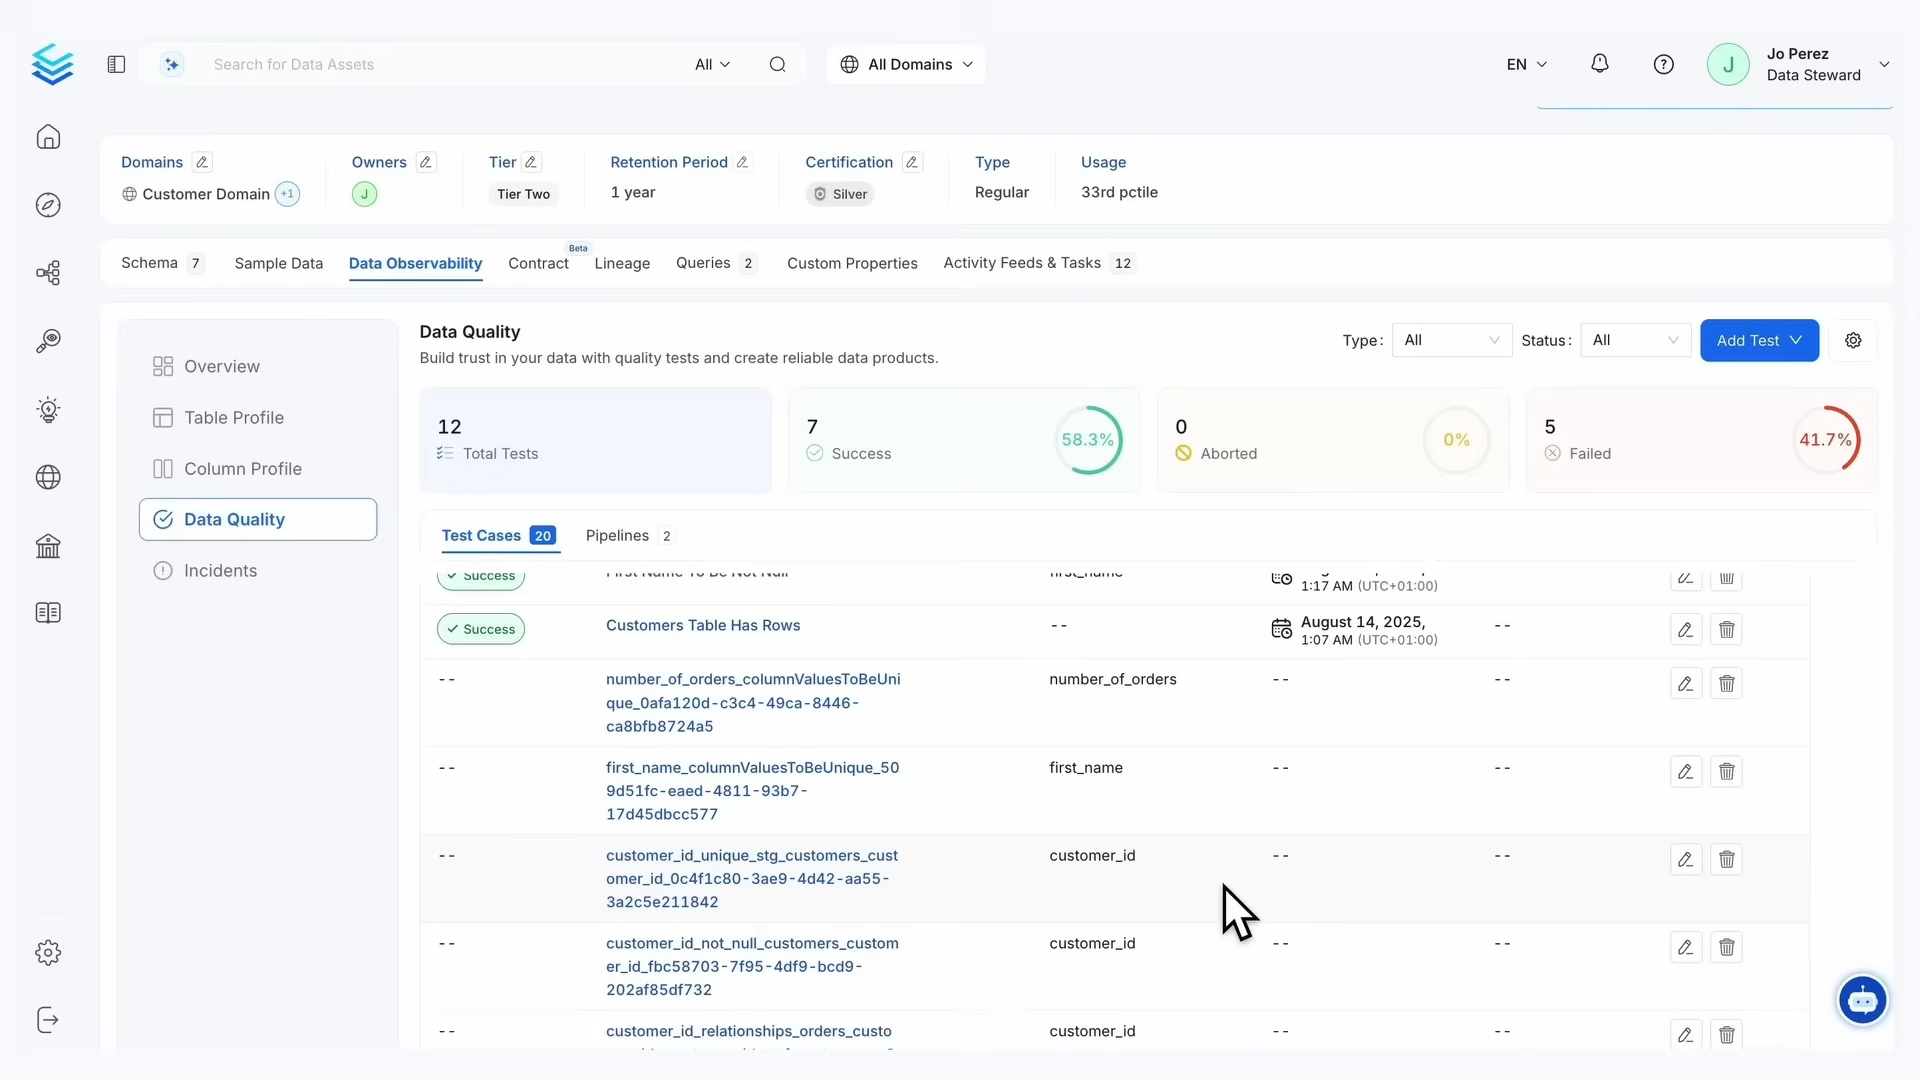 Search for Data Assets
All
All Domains
EN
J
Jo Perez
Data Steward
Domains
Owners
Tier
Retention Period
Certification
Type
Usage
Customer Domain
+1
J
Tier Two
1 year
Silver
Regular
33rd pctile
Schema 7
Sample Data
Data Observability
Contract
Beta
Lineage
Queries 2
Custom Properties
Activity Feeds & Tasks 12
Overview
Table Profile
Column Profile
Data Quality
Incidents
Data Quality
Build trust in your data with quality tests and create reliable data products.
Type :
All
Status :
All
Add Test
12
Total Tests
7
Success
58.3%
0
Aborted
0%
5
Failed
41.7%
Test Cases 20
Pipelines 2
Success
First Name To Be Not Null
first_name
1:17 AM (UTC+01:00)
Success
Customers Table Has Rows
--
August 14, 2025,
1:07 AM (UTC+01:00)
--
--
number_of_orders_columnValuesToBeUni
que_0afa120d-c3c4-49ca-8446-
ca8bfb8724a5
number_of_orders
--
--
--
first_name_columnValuesToBeUnique_50
9d51fc-eaed-4811-93b7-
17d45dbcc577
first_name
--
--
--
customer_id_unique_stg_customers_cust
omer_id_0c4f1c80-3ae9-4d42-aa55-
3a2c5e211842
customer_id
--
--
--
customer_id_not_null_customers_custom
er_id_fbc58703-7f95-4df9-bcd9-
202af85df732
customer_id
--
--
--
customer_id_relationships_orders_custo
customer_id
--
--